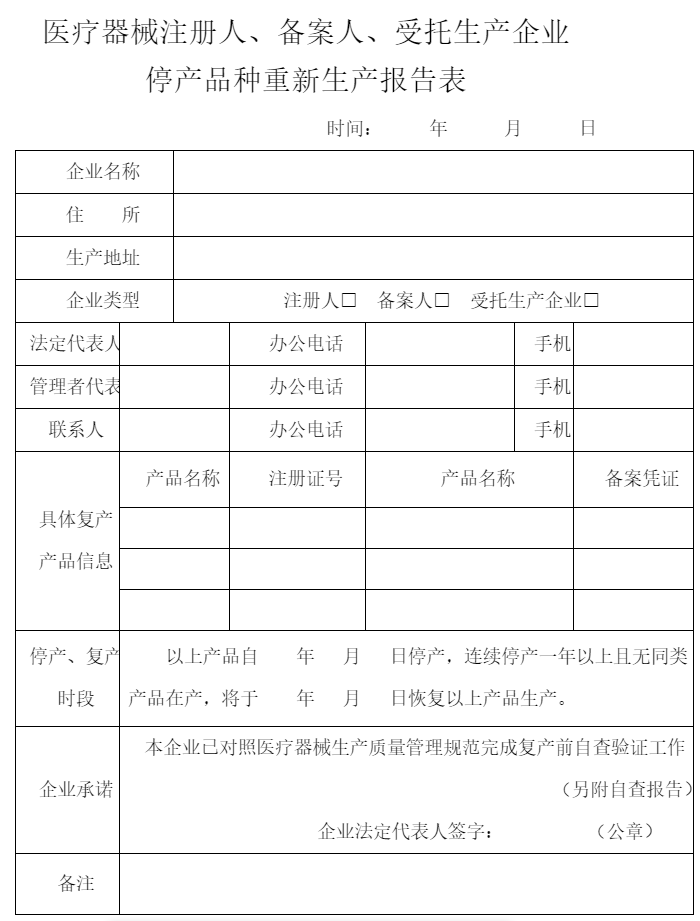 医疗器械注册人、备案人、受托生产企业
停产品种重新生产报告表
时间： 年 月 日
企业名称
住 所
生产地址
企业类型 注册人□ 备案人□ 受托生产企业□
法定代表人 办公电话 手机
管理者代表 办公电话 手机
联系人 办公电话 手机
产品名称 注册证号 产品名称 备案凭证
具体复产
产品信息
停产、复产 以上产品自 年 月 日停产，连续停产一年以上且无同类
时段 产品在产，将于 年 月 日恢复以上产品生产。
本企业已对照医疗器械生产质量管理规范完成复产前自查验证工作
企业承诺 （另附自查报告）
企业法定代表人签字： （公章）
备注